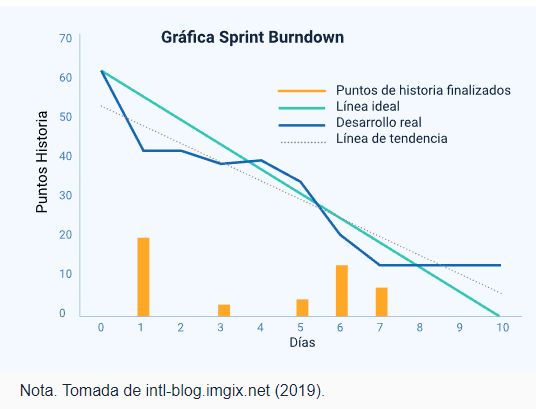 Gráfica Sprint Burndown
70
60
50
40
30
20
10
0
Puntos Historia
Puntos de historia finalizados
Línea ideal
Desarrollo real
Línea de tendencia
0 1 2 3 4 5 6 7 8 9 10
Días
Nota. Tomada de intl-blog.imgix.net (2019).